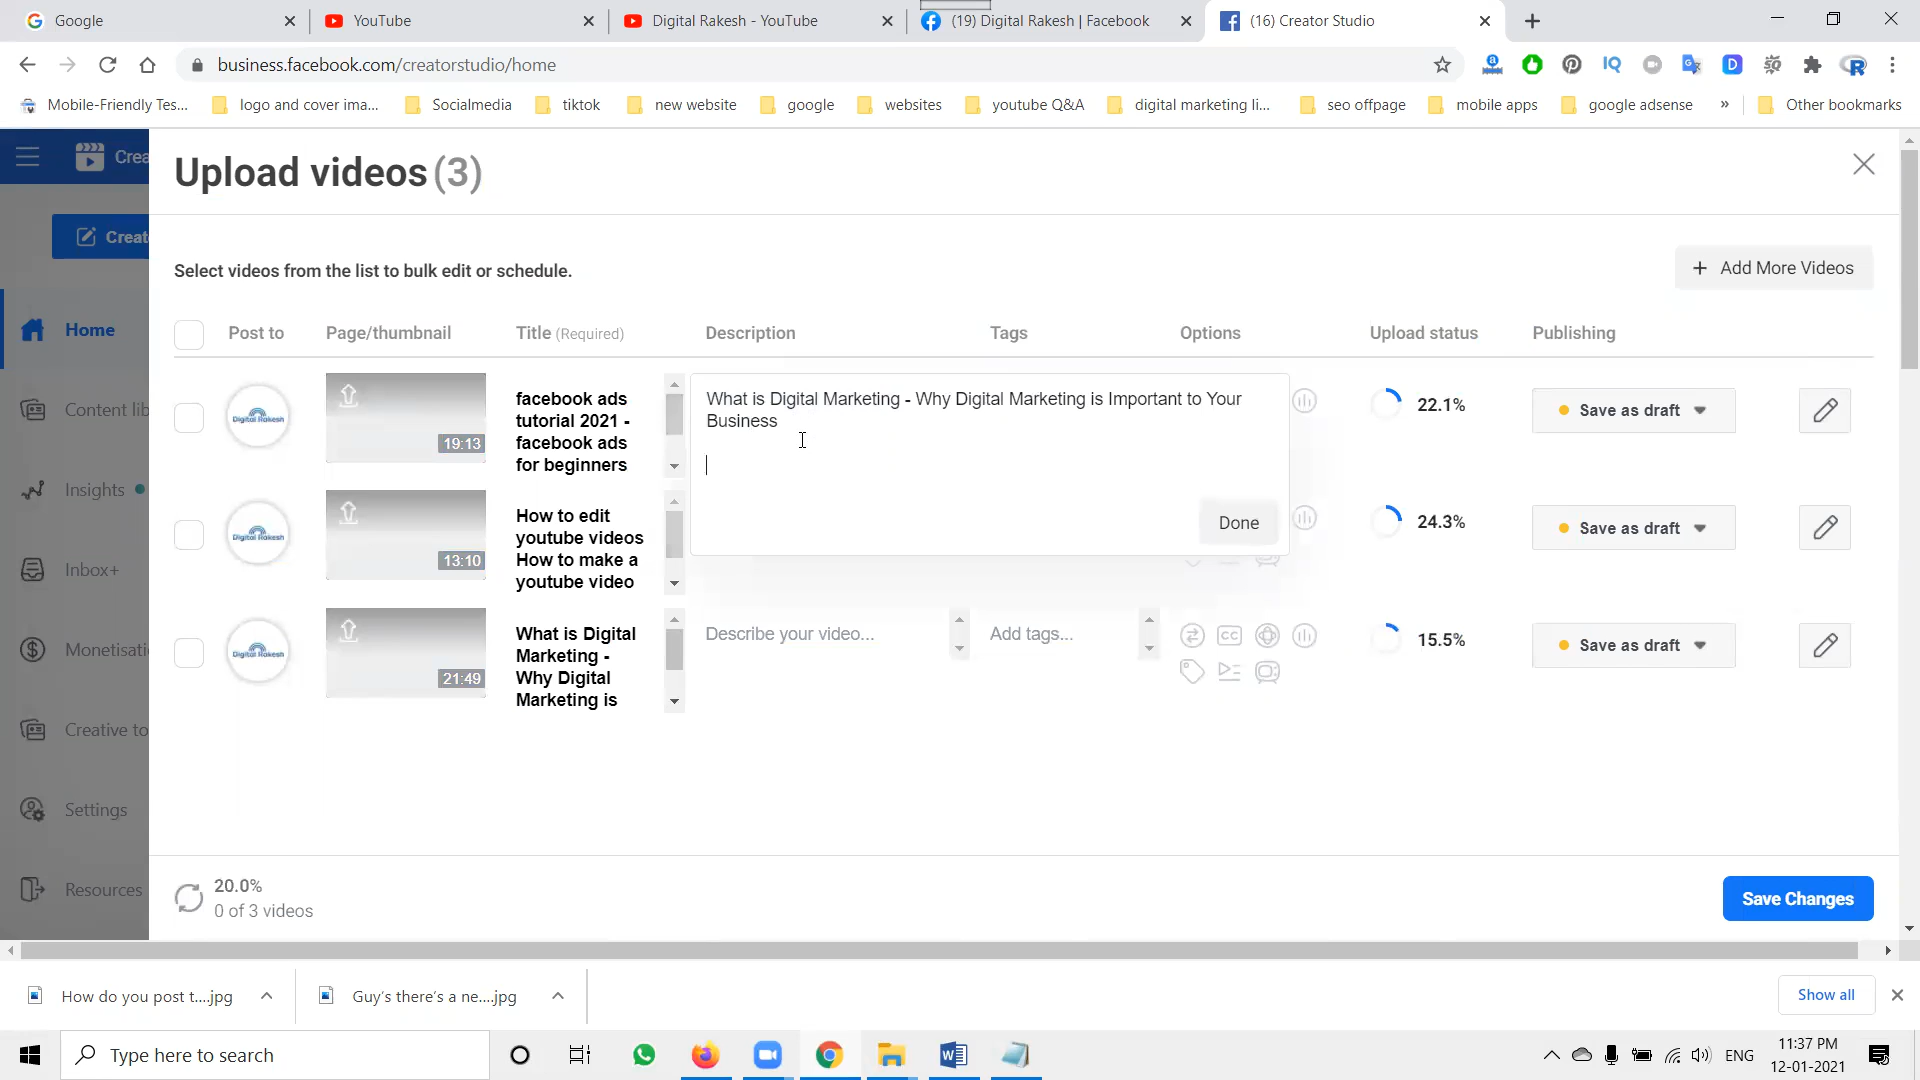 Google
YouTube
Digital Rakesh - YouTube
(19) Digital Rakesh | Facebook
(16) Creator Studio
business.facebook.com/creatorstudio/home
Mobile-Friendly Tes...
logo and cover ima...
Socialmedia
tiktok
new website
google
websites
youtube Q&A
digital marketing li...
seo offpage
mobile apps
google adsense
»
Other bookmarks
Crea
Upload videos (3)
Create
Select videos from the list to bulk edit or schedule.
+ Add More Videos
Home
Content lib
Insights
Inbox+
Monetisati
Creative to
Settings
Resources
Post to
Page/thumbnail
Title (Required)
Description
Tags
Options
Upload status
Publishing
Digital Rakesh
19:13
facebook ads
tutorial 2021 -
facebook ads
for beginners
What is Digital Marketing - Why Digital Marketing is Important to Your
Business
Done
22.1%
Save as draft
Digital Rakesh
13:10
How to edit
youtube videos
How to make a
youtube video
24.3%
Save as draft
Digital Rakesh
21:49
What is Digital
Marketing -
Why Digital
Marketing is
Describe your video...
Add tags...
CC
15.5%
Save as draft
20.0%
0 of 3 videos
Save Changes
How do you post t....jpg
Guy's there's a ne....jpg
Show all
Type here to search
ENG
11:37 PM
12-01-2021